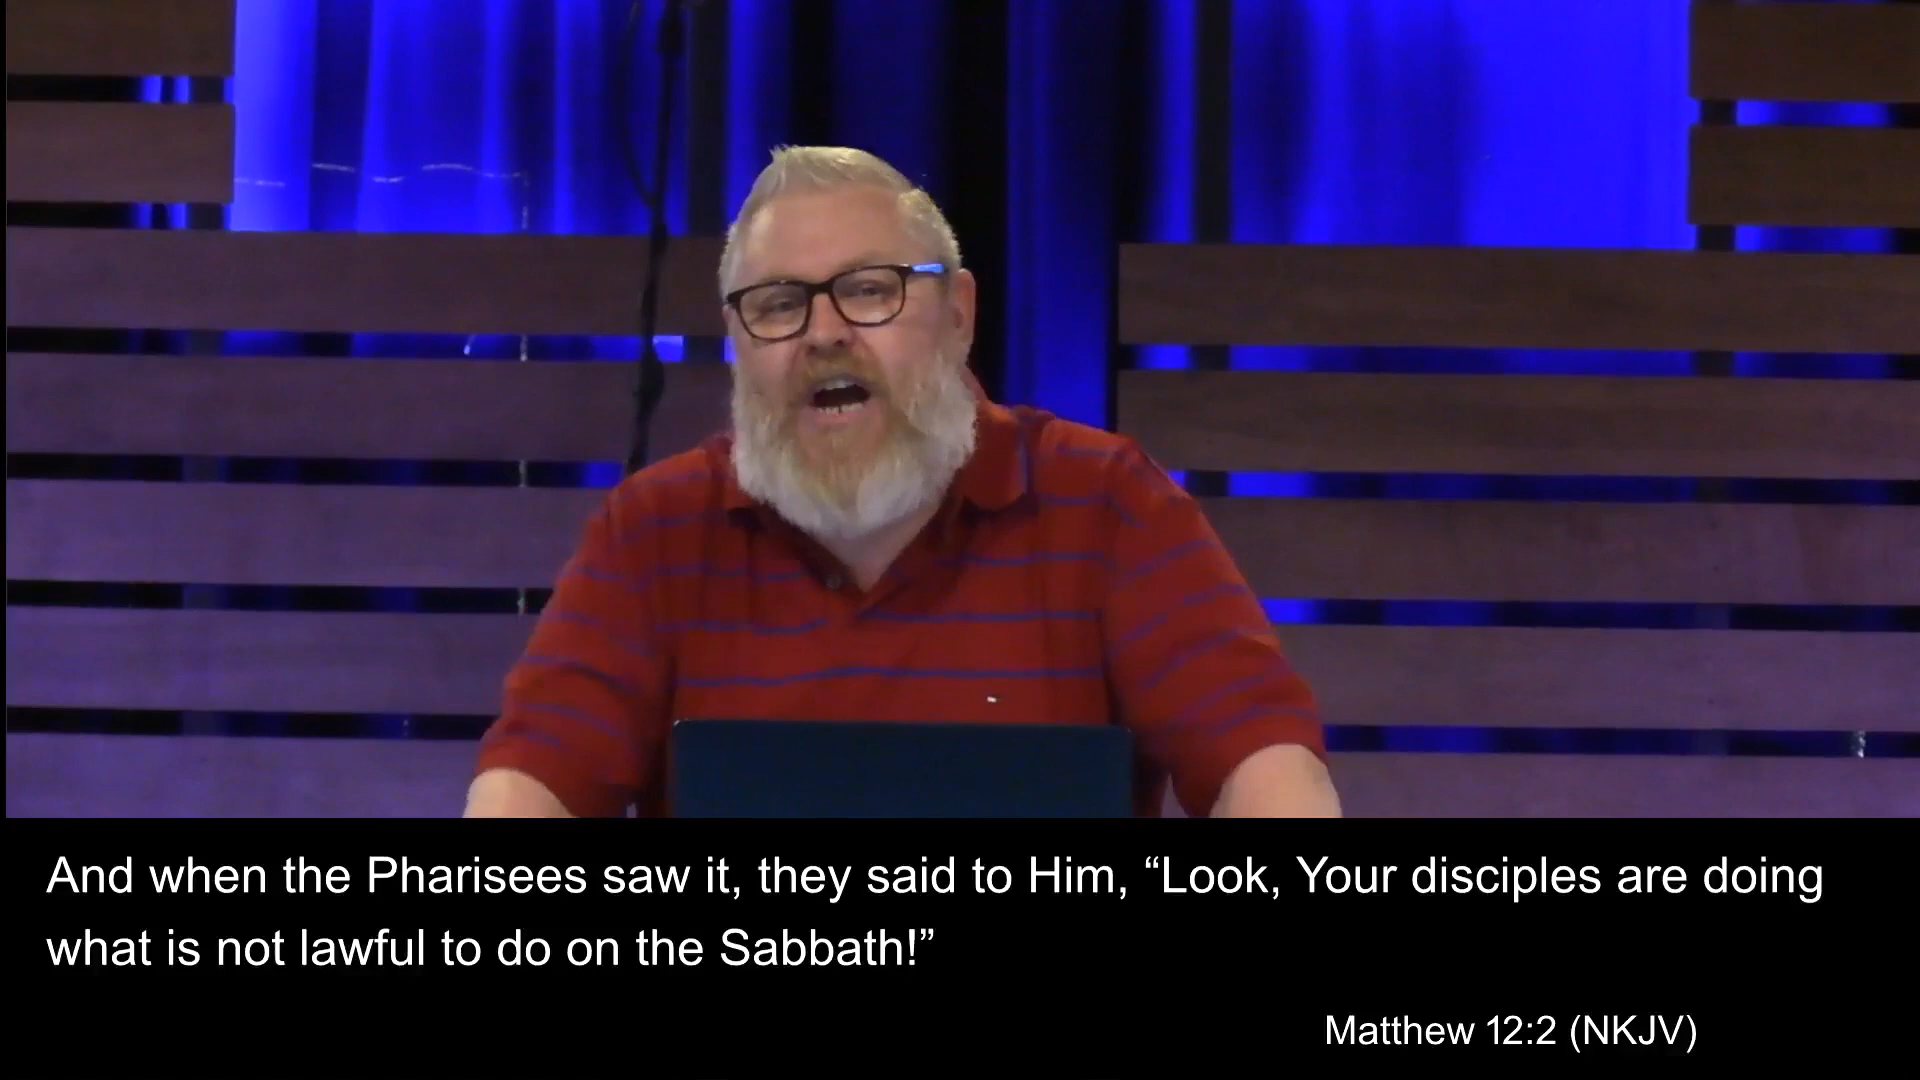 And when the Pharisees saw it, they said to Him, “Look, Your disciples are doing
what is not lawful to do on the Sabbath!”
Matthew 12:2 (NKJV)